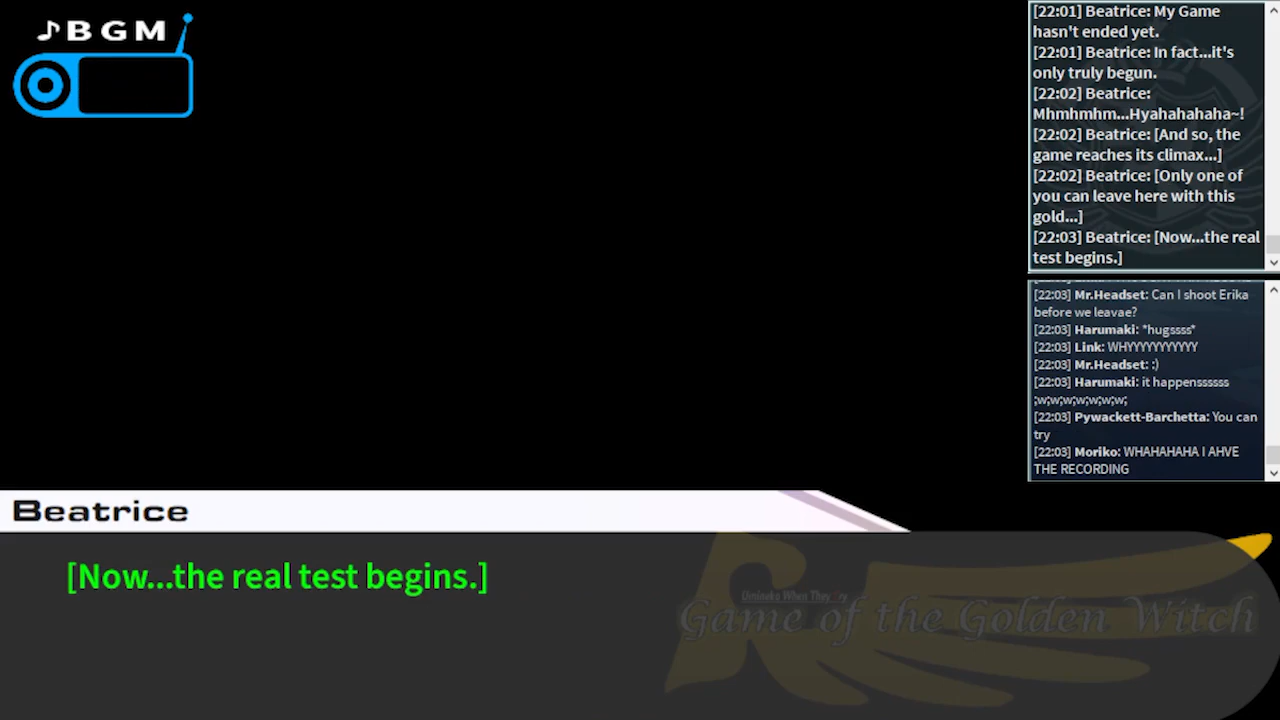 ♪BGM
[22:01] Beatrice: My Game
hasn't ended yet.
[22:01] Beatrice: In fact...it's
only truly begun.
[22:02] Beatrice:
Mhmhmhm...Hyahahahaha~!
[22:02] Beatrice: [And so, the
game reaches its climax...]
[22:02] Beatrice: [Only one of
you can leave here with this
gold...]
[22:03] Beatrice: [Now...the real
test begins.]
[22:03] Mr.Headset: Can I shoot Erika
before we leavae?
[22:03] Harumaki: *hugssss*
[22:03] Link: WHYYYYYYYYYYY
[22:03] Mr.Headset: :)
[22:03] Harumaki: it happenssssss
;w;w;w;w;w;w;w;
[22:03] Pywackett-Barchetta: You can
try
[22:03] Moriko: WHAHAHAHA I AHVE
THE RECORDING
Beatrice
[Now...the real test begins.]
Umineko When They Cry
Game of the Golden Witch